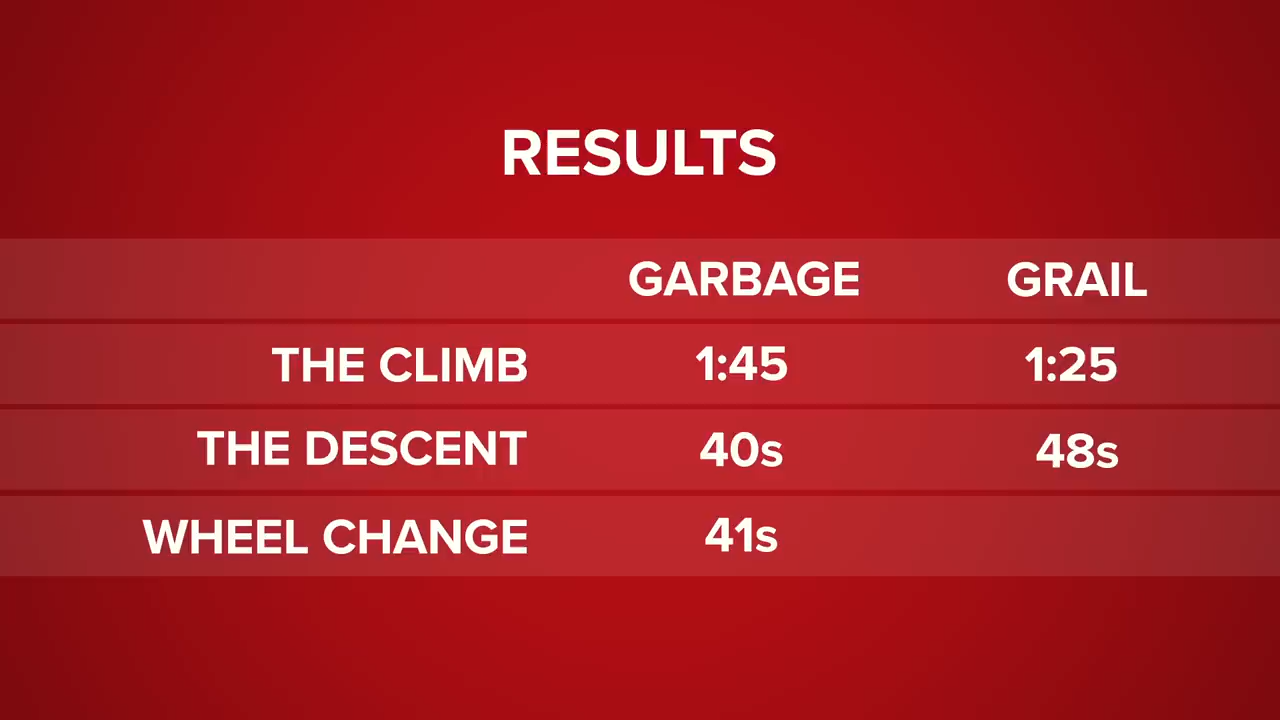 RESULTS
GARBAGE GRAIL
THE CLIMB 1:45 1:25
THE DESCENT 40s 48s
WHEEL CHANGE 41s